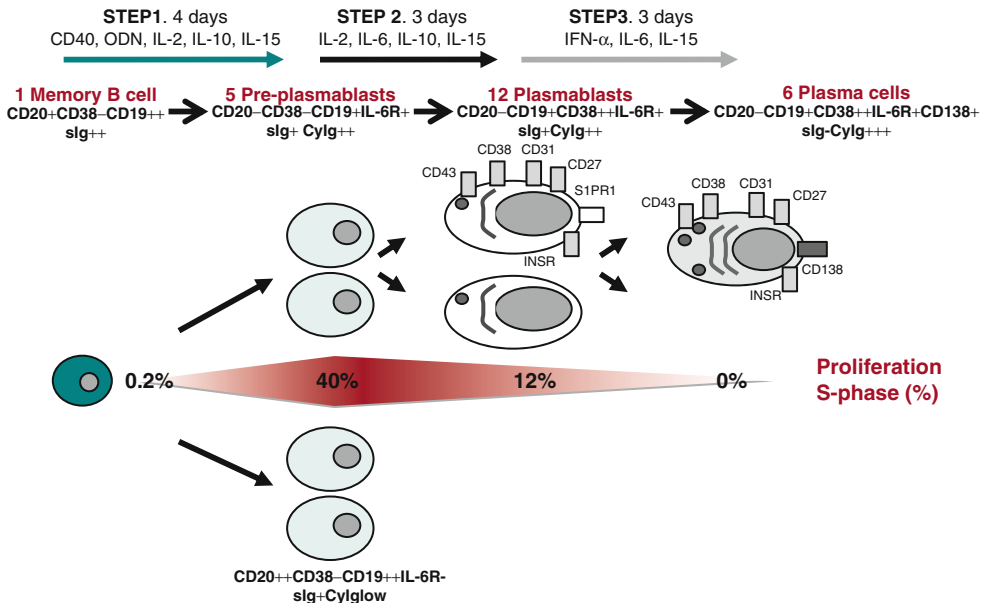 STEP1. 4 days
CD40, ODN, IL-2, IL-10, IL-15
STEP 2. 3 days
IL-2, IL-6, IL-10, IL-15
STEP3. 3 days
IFN-α, IL-6, IL-15
1 Memory B cell
CD20+CD38–CD19++
sIg++
5 Pre-plasmablasts
CD20–CD38–CD19+IL-6R+
sIg+ CyIg++
12 Plasmablasts
CD20–CD19+CD38++IL-6R+
sIg+CyIg++
6 Plasma cells
CD20–CD19+CD38++IL-6R+CD138+
sIg-CyIg+++
CD43
CD38
CD31
CD27
S1PR1
INSR
CD43
CD38
CD31
CD27
CD138
INSR
0.2%
40%
12%
0%
Proliferation
S-phase (%)
CD20++CD38–CD19++IL-6R-
sIg+CyIglow